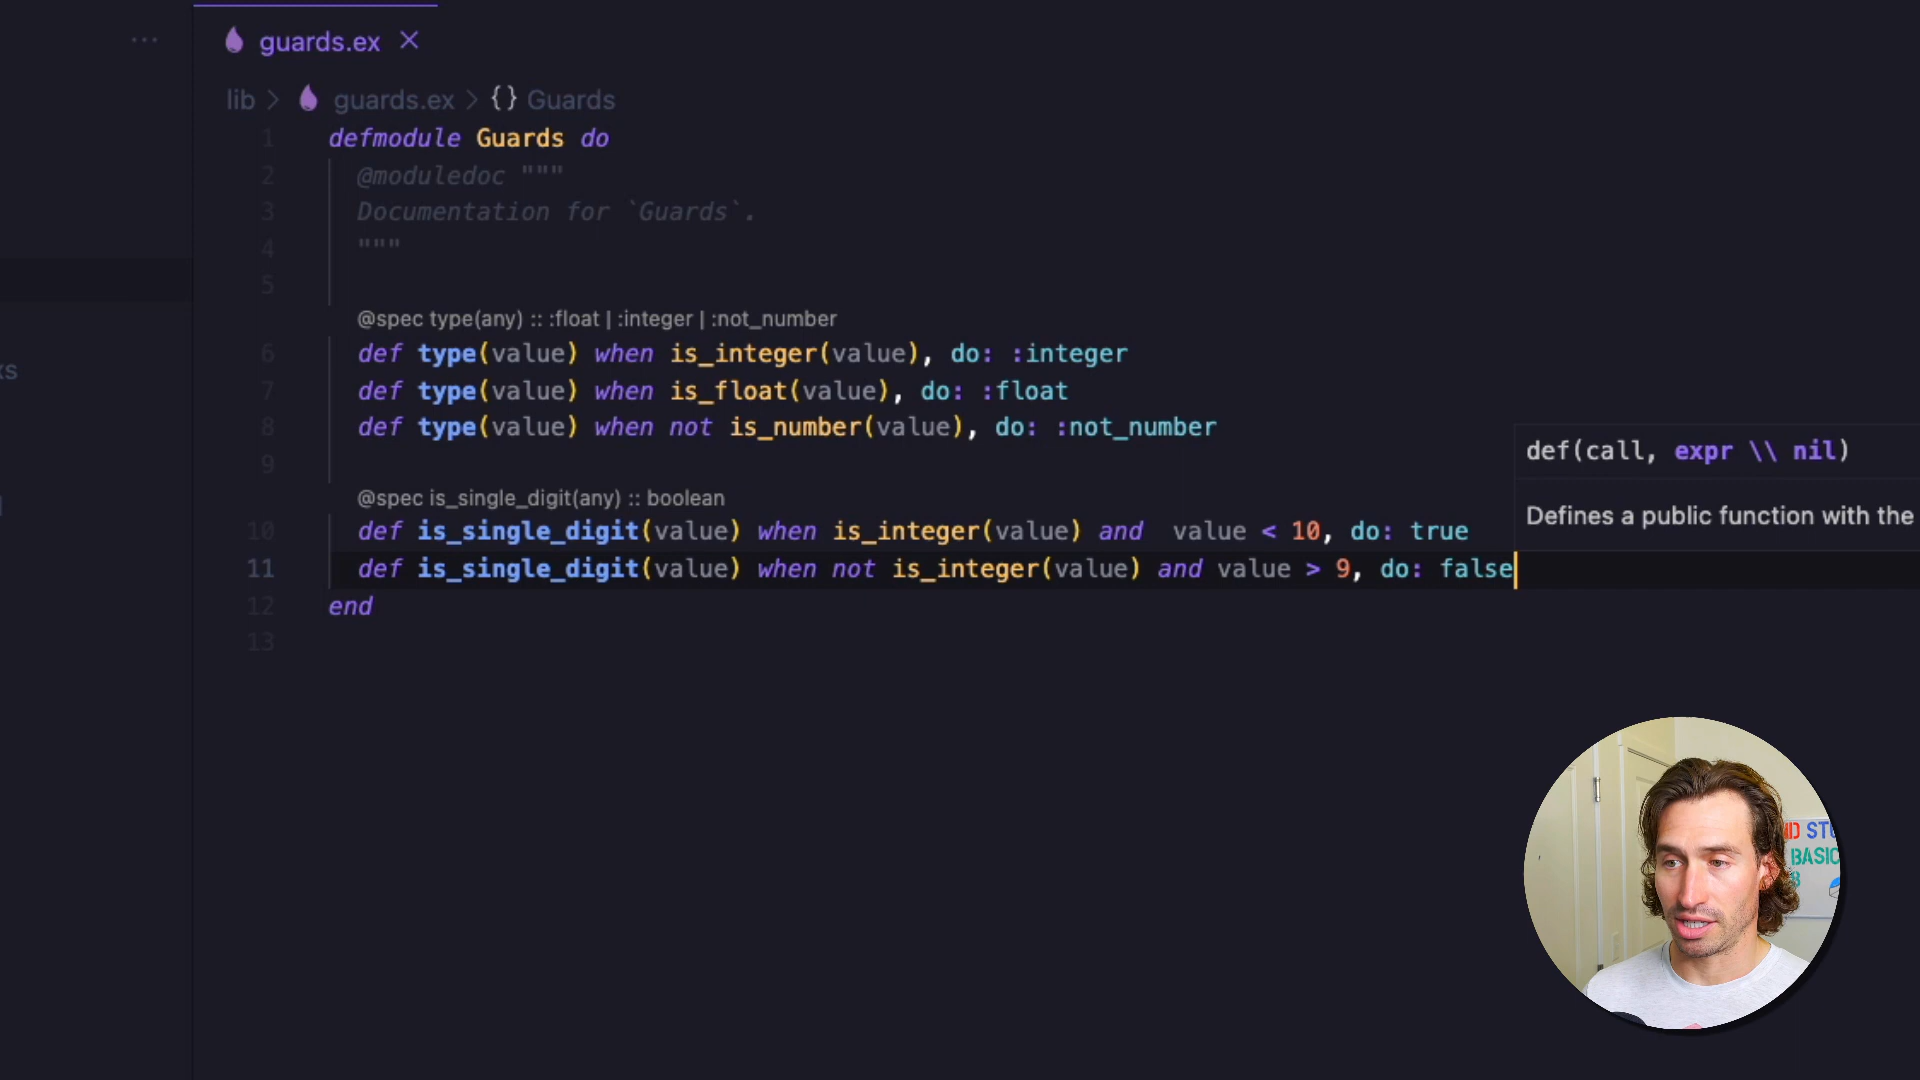 ...
guards.ex ×
lib > guards.ex > {} Guards
1 defmodule Guards do
2 @moduledoc """
3 Documentation for `Guards`.
4 """
5
@spec type(any) :: :float | :integer | :not_number
6 def type(value) when is_integer(value), do: :integer
7 def type(value) when is_float(value), do: :float
8 def type(value) when not is_number(value), do: :not_number
9
@spec is_single_digit(any) :: boolean
10 def is_single_digit(value) when is_integer(value) and  value < 10, do: true
11 def is_single_digit(value) when not is_integer(value) and value > 9, do: false
12 end
13
def(call, expr \\ nil)
Defines a public function with the
ND STU
BASIC